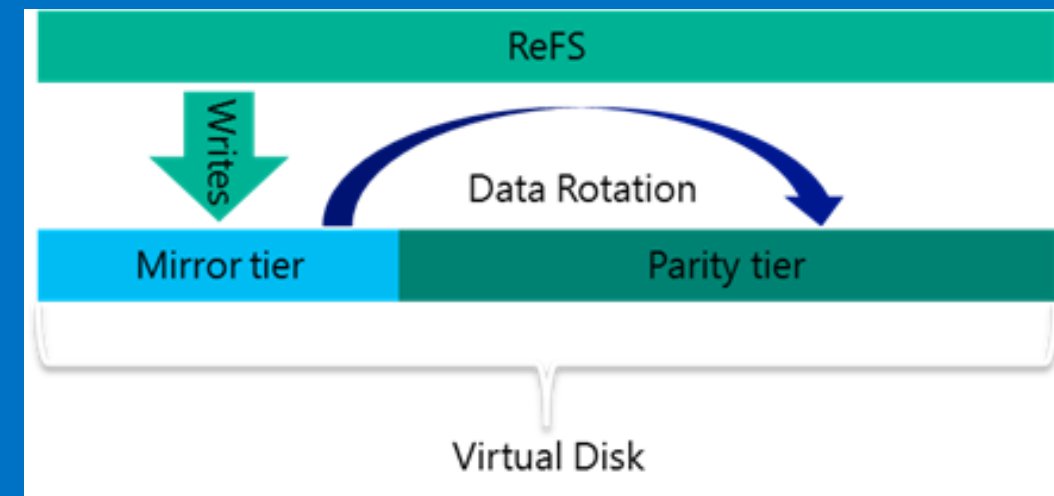 ReFS
Writes
Data Rotation
Mirror tier
Parity tier
Virtual Disk